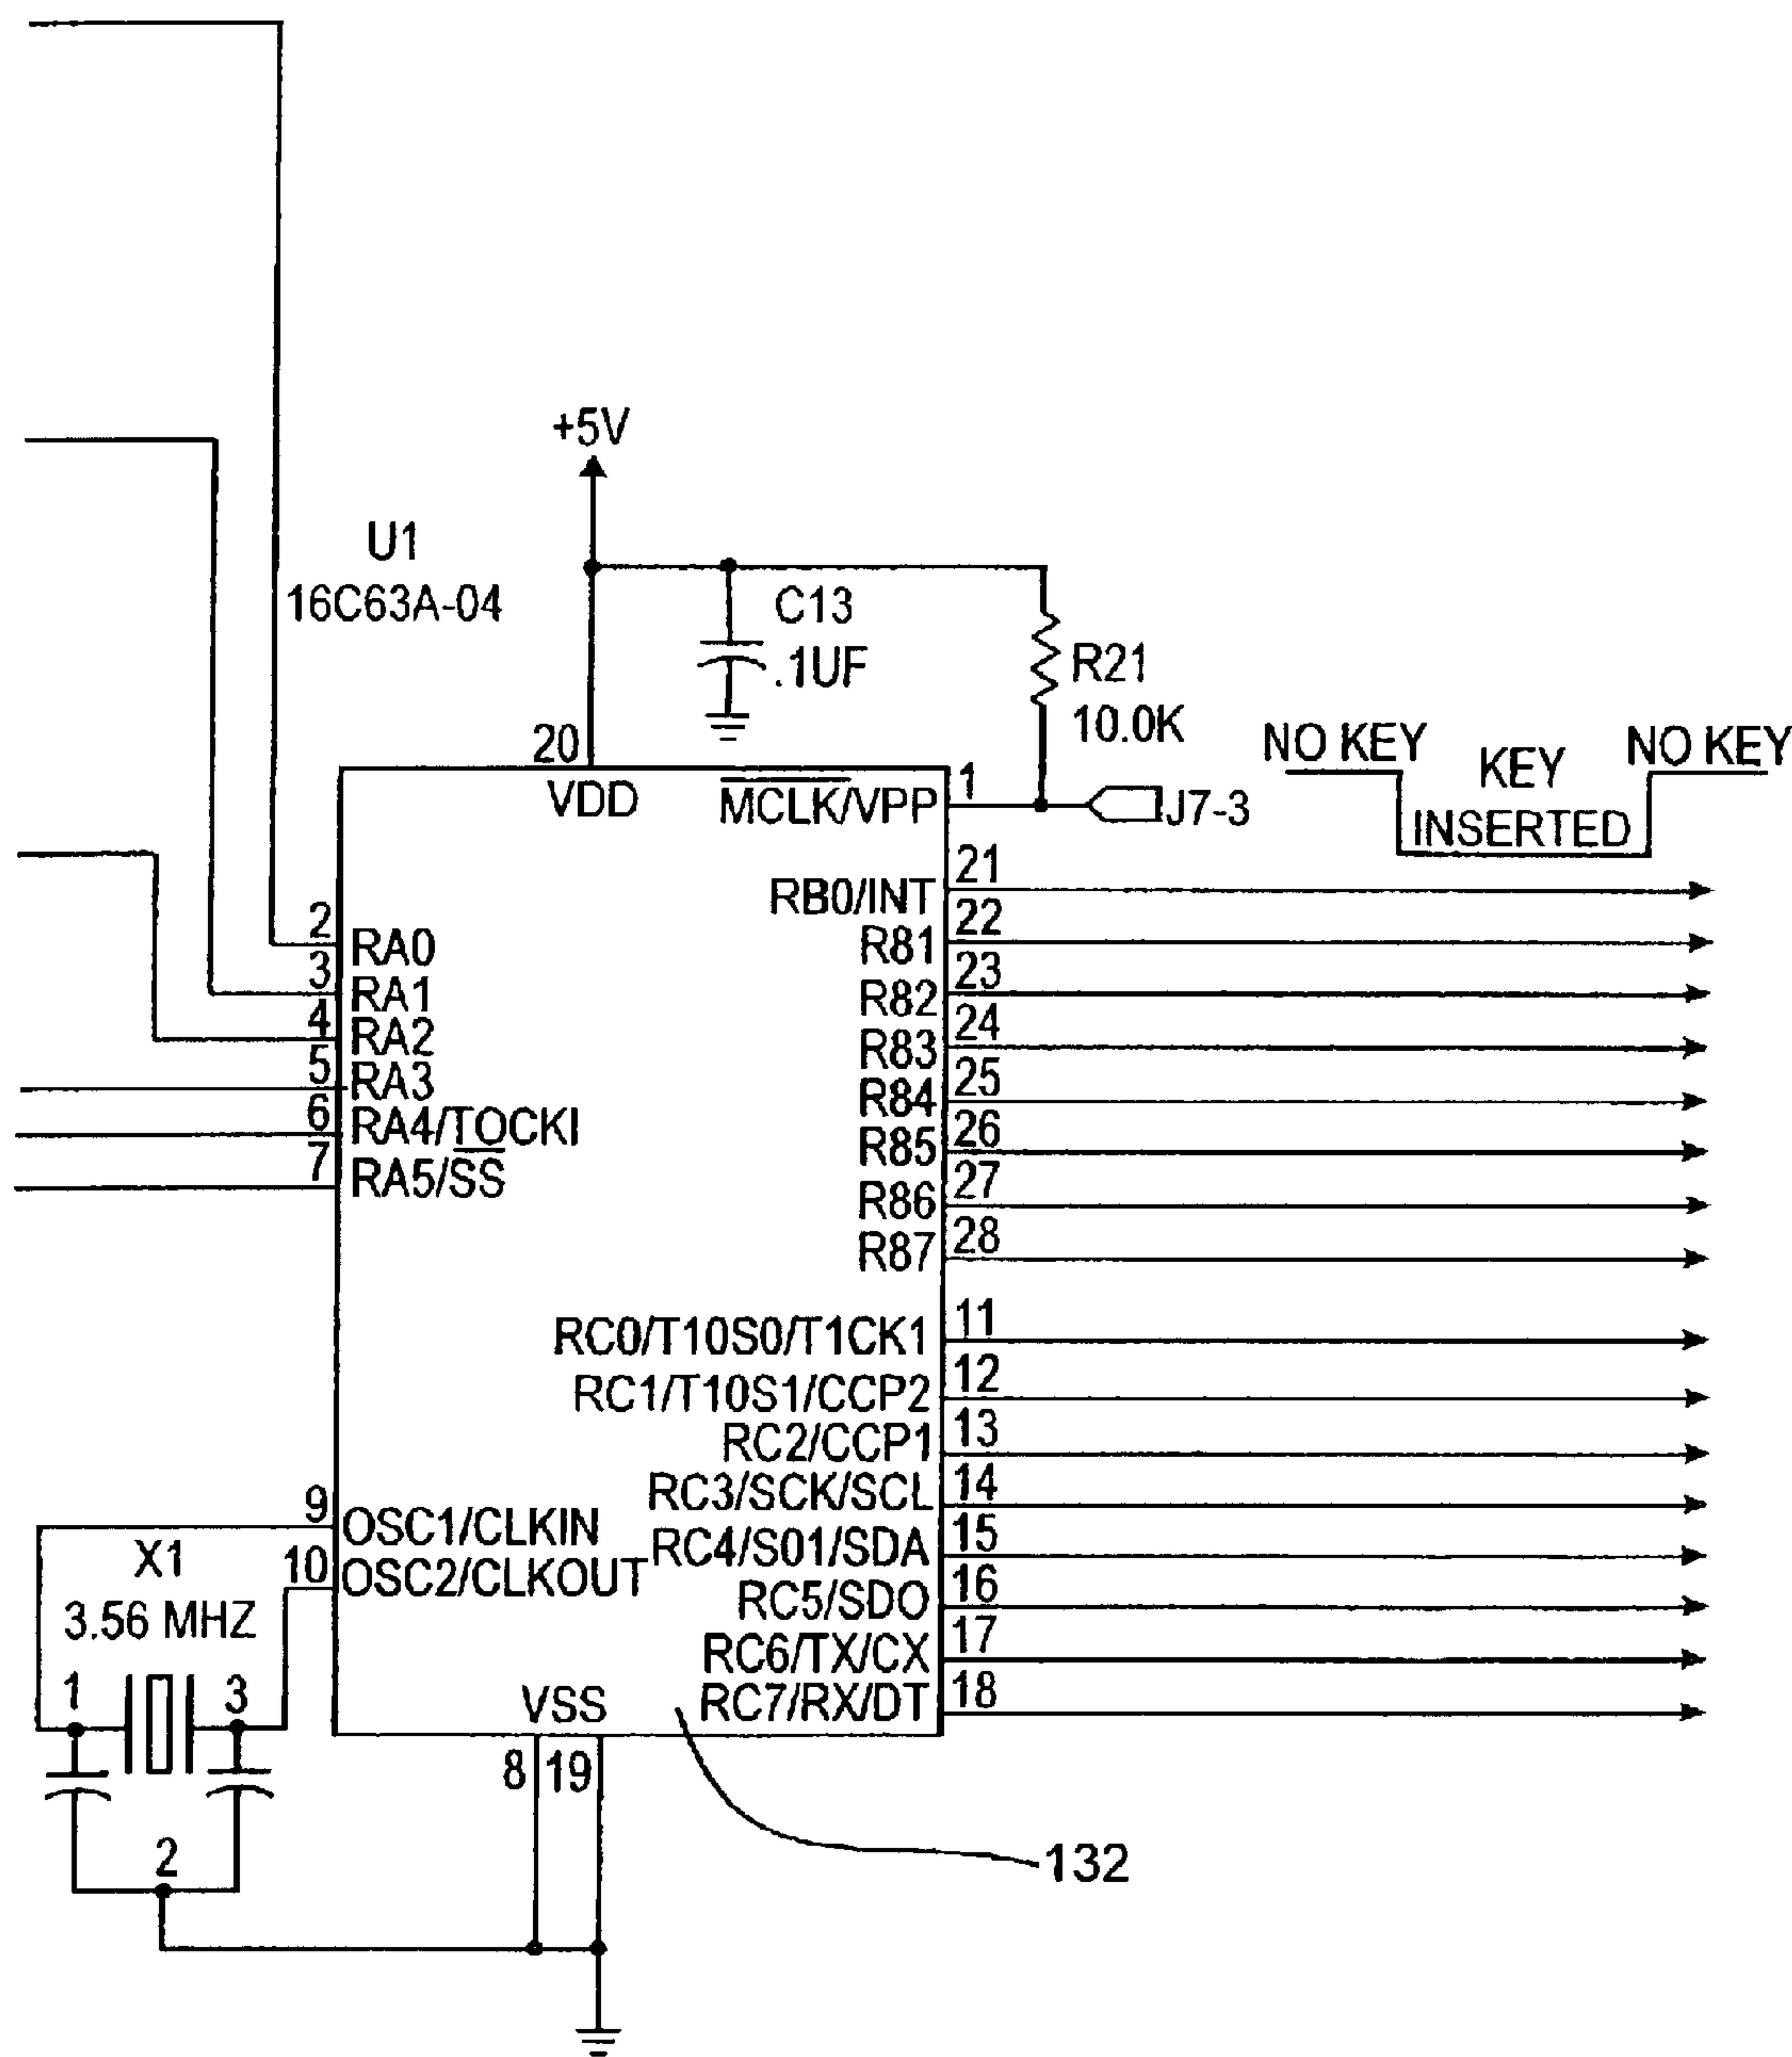 +5V
U1
16C63A-04
C13
.1UF
R21
10.0K
20
VDD
MCLK/VPP
1
J7-3
NO KEY
KEY
INSERTED
NO KEY
2
RA0
3
RA1
4
RA2
5
RA3
6
RA4/TOCKI
7
RA5/SS
21
RB0/INT
22
R81
23
R82
24
R83
25
R84
26
R85
27
R86
28
R87
11
RC0/T10S0/T1CK1
12
RC1/T10S1/CCP2
13
RC2/CCP1
14
RC3/SCK/SCL
15
RC4/S01/SDA
16
RC5/SDO
17
RC6/TX/CX
18
RC7/RX/DT
9
OSC1/CLKIN
10
OSC2/CLKOUT
X1
3.56 MHZ
1
3
2
VSS
8
19
132